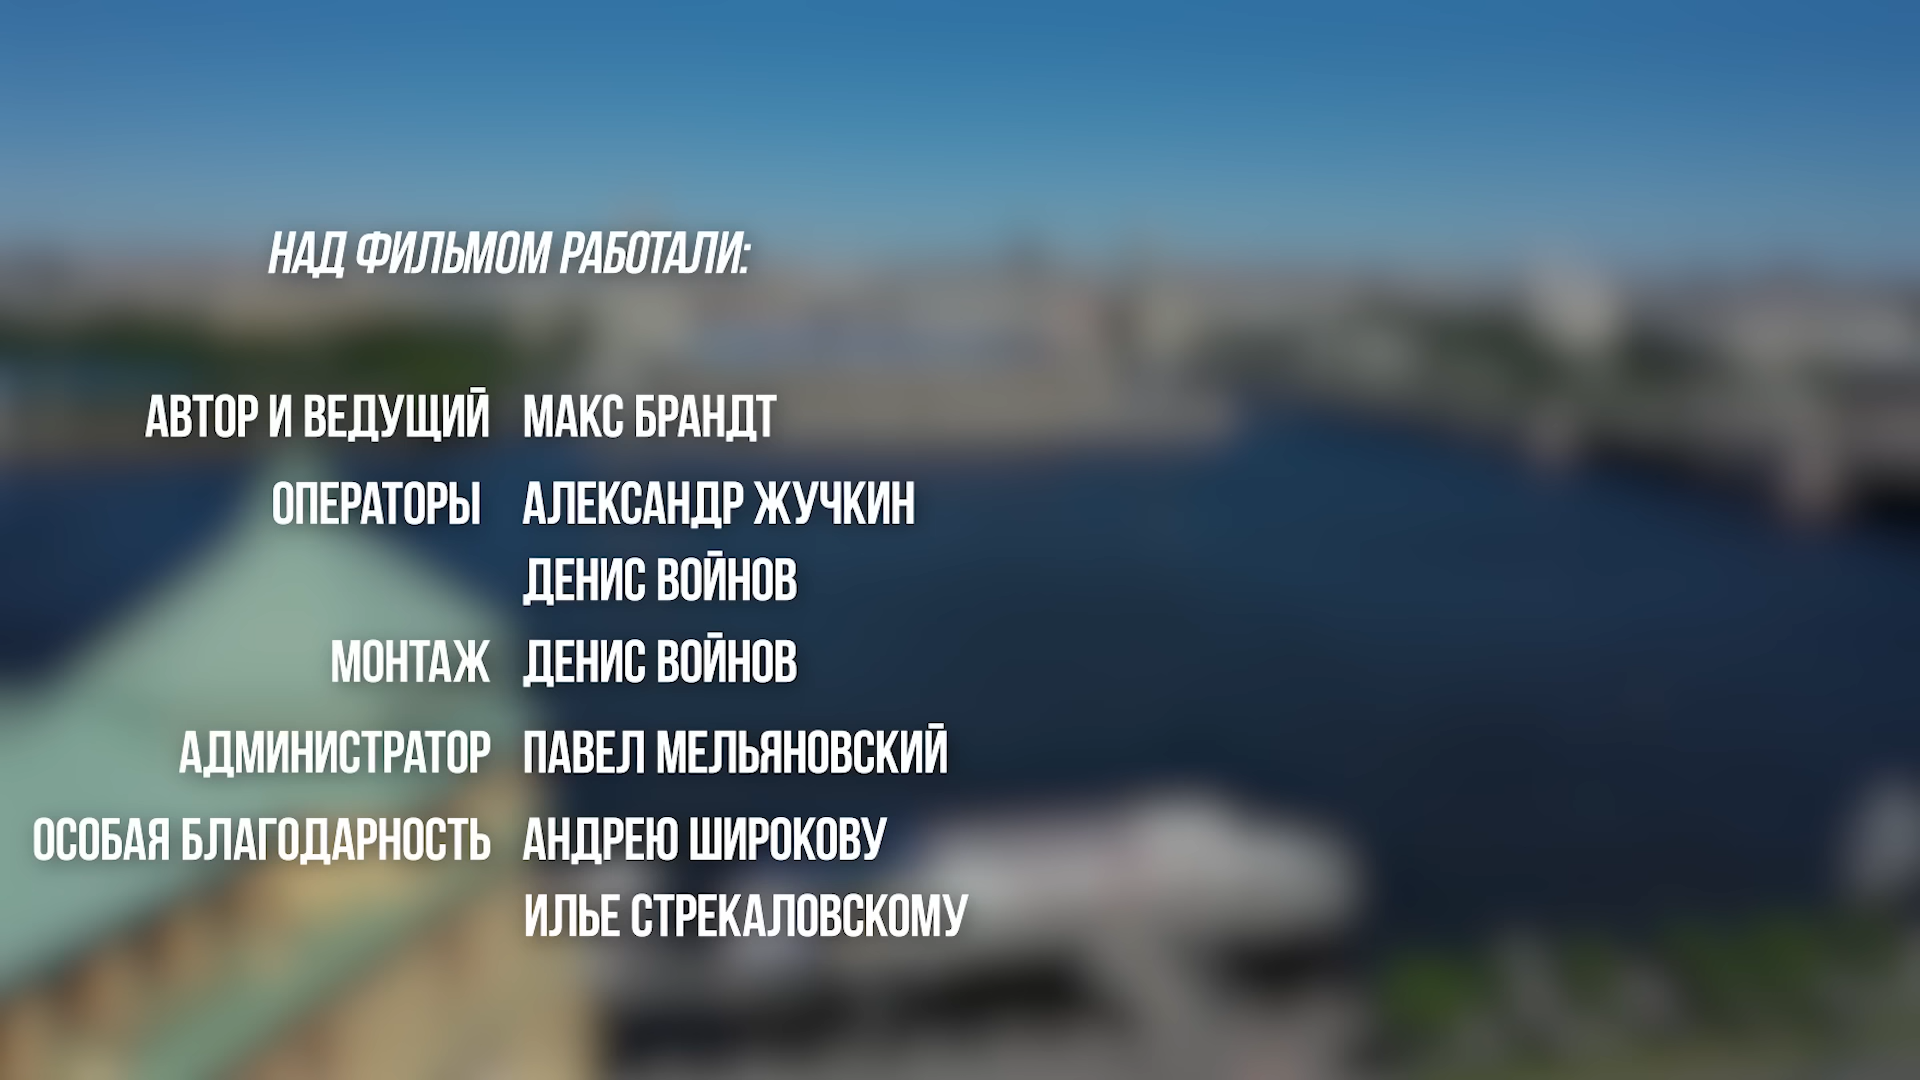 НАД ФИЛЬМОМ РАБОТАЛИ:
АВТОР И ВЕДУЩИЙ МАКС БРАНДТ
ОПЕРАТОРЫ АЛЕКСАНДР ЖУЧКИН
ДЕНИС ВОЙНОВ
МОНТАЖ ДЕНИС ВОЙНОВ
АДМИНИСТРАТОР ПАВЕЛ МЕЛЬЯНОВСКИЙ
ОСОБАЯ БЛАГОДАРНОСТЬ АНДРЕЮ ШИРОКОВУ
ИЛЬЕ СТРЕКАЛОВСКОМУ